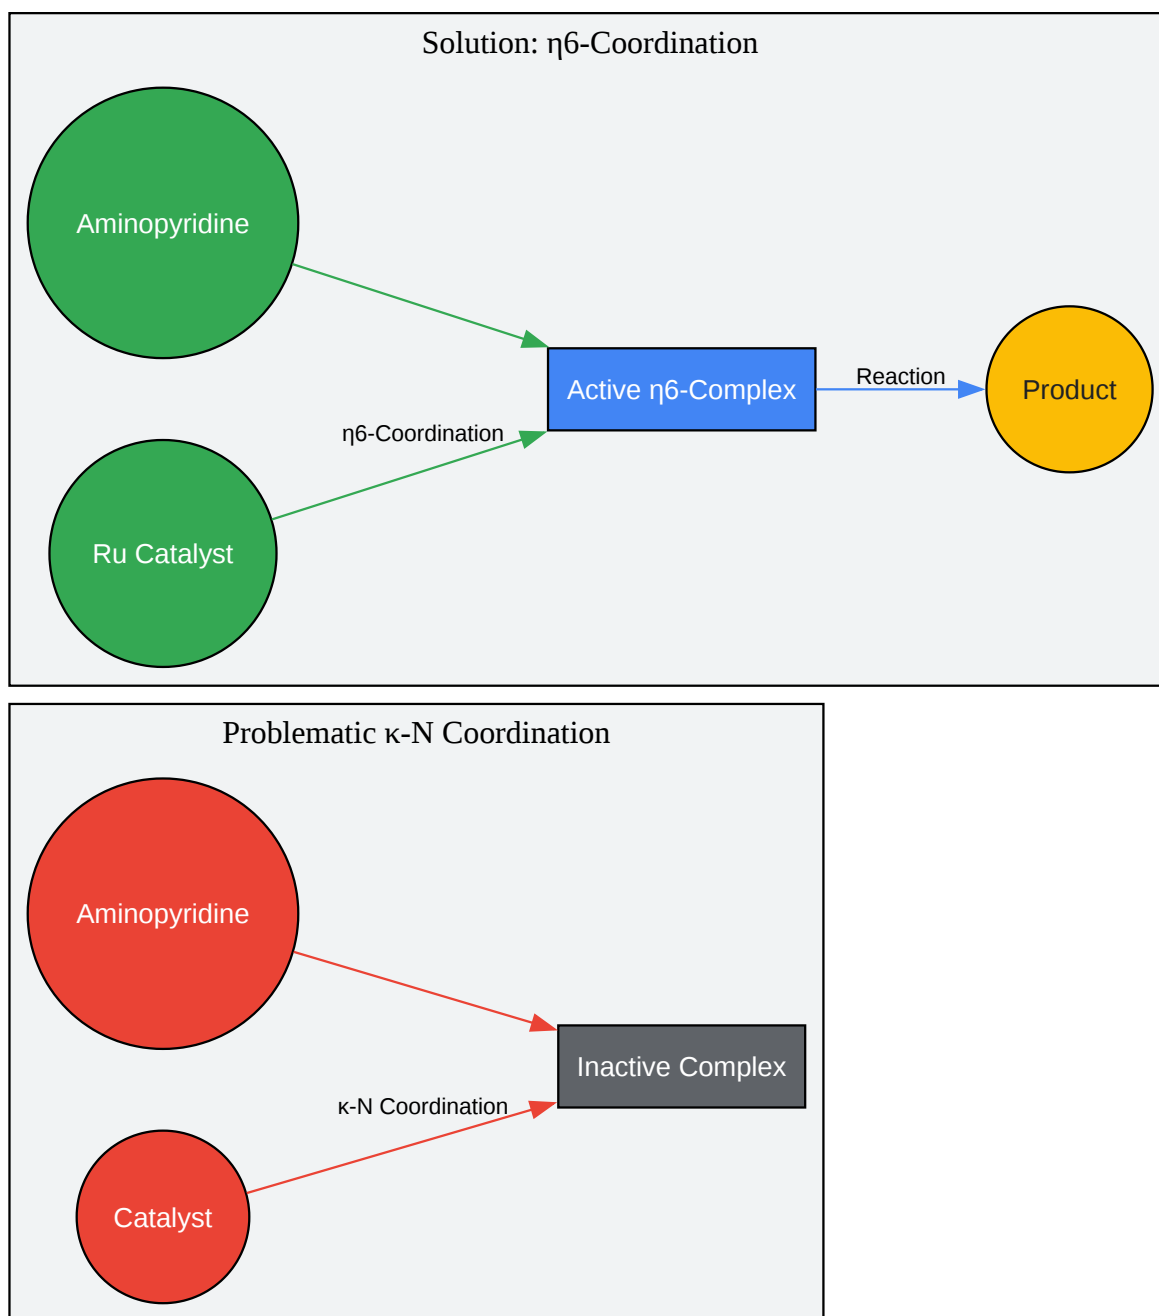 Solution: η6-Coordination
Aminopyridine
Active η6-Complex
Reaction
Product
η6-Coordination
Ru Catalyst
Problematic κ-N Coordination
Aminopyridine
Inactive Complex
κ-N Coordination
Catalyst